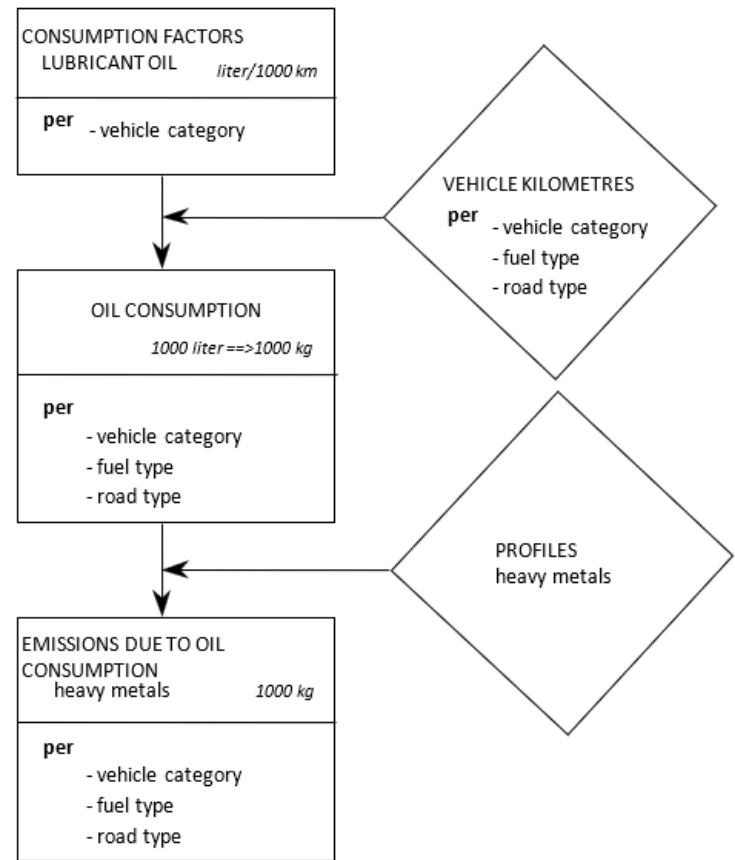 CONSUMPTION FACTORS
LUBRICANT OIL liter/1000 km
per - vehicle category
VEHICLE KILOMETRES
per - vehicle category
- fuel type
- road type
OIL CONSUMPTION
1000 liter ==>1000 kg
per
- vehicle category
- fuel type
- road type
PROFILES
heavy metals
EMISSIONS DUE TO OIL
CONSUMPTION
heavy metals 1000 kg
per
- vehicle category
- fuel type
- road type